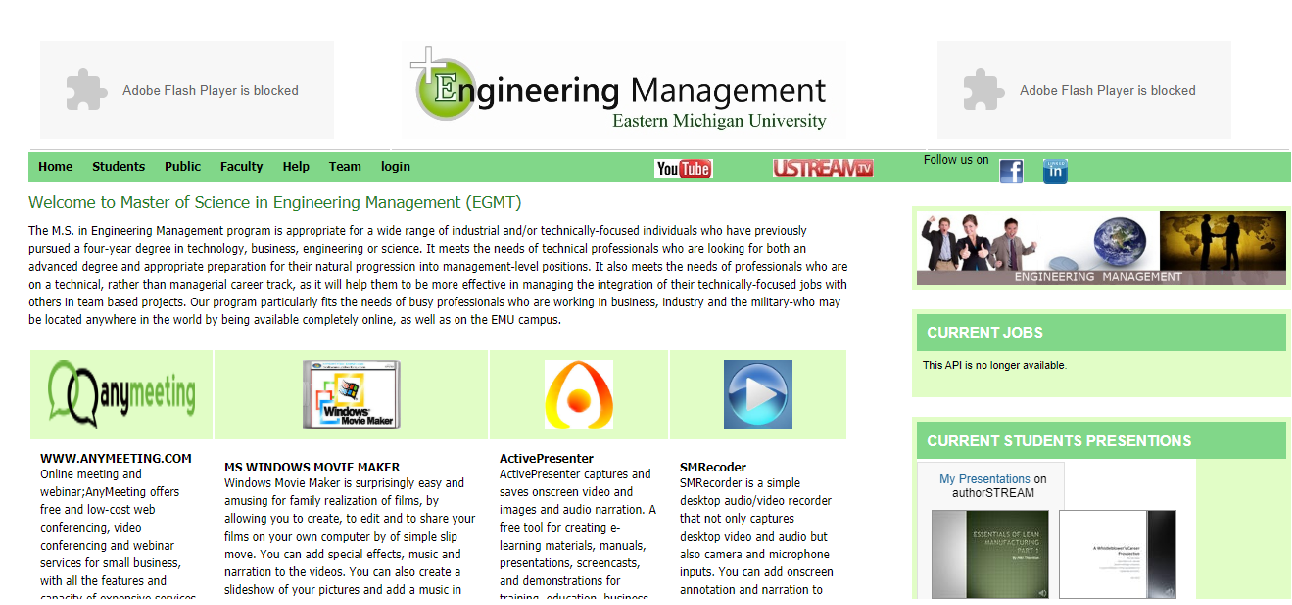 Adobe Flash Player is blocked
Engineering Management
Eastern Michigan University
Adobe Flash Player is blocked
Home Students Public Faculty Help Team login
You Tube
USTREAM TV
Follow us on
Welcome to Master of Science in Engineering Management (EGMT)
The M.S. in Engineering Management program is appropriate for a wide range of industrial and/or technically-focused individuals who have previously
pursued a four-year degree in technology, business, engineering or science. It meets the needs of technical professionals who are looking for both an
advanced degree and appropriate preparation for their natural progression into management-level positions. It also meets the needs of professionals who are
on a technical, rather than managerial career track, as it will help them to be more effective in managing the integration of their technically-focused jobs with
others in team based projects. Our program particularly fits the needs of busy professionals who are working in business, industry and the military-who may
be located anywhere in the world by being available completely online, as well as on the EMU campus.
anymeeting
Windows
Movie Maker
WWW.ANYMEETING.COM
Online meeting and
webinar;AnyMeeting offers
free and low-cost web
conferencing, video
conferencing and webinar
services for small business,
with all the features and
capacity of expensive services
MS WINDOWS MOVIE MAKER
Windows Movie Maker is surprisingly easy and
amusing for family realization of films, by
allowing you to create, to edit and to share your
films on your own computer by of simple slip
move. You can add special effects, music and
narration to the videos. You can also create a
slideshow of your pictures and add a music in
ActivePresenter
ActivePresenter captures and
saves onscreen video and
images and audio narration. A
free tool for creating e-
learning materials, manuals,
presentations, screencasts,
and demonstrations for
training, education, business
SMRecorder
SMRecorder is a simple
desktop audio/video recorder
that not only captures
desktop video and audio but
also camera and microphone
inputs. You can add onscreen
annotation and narration to
ENGINEERING MANAGEMENT
CURRENT JOBS
This API is no longer available.
CURRENT STUDENTS PRESENTIONS
My Presentations on
authorSTREAM
ESSENTIALS OF LEAN
MANUFACTURING
PART 1
A Whistleblower's Career
Prospective